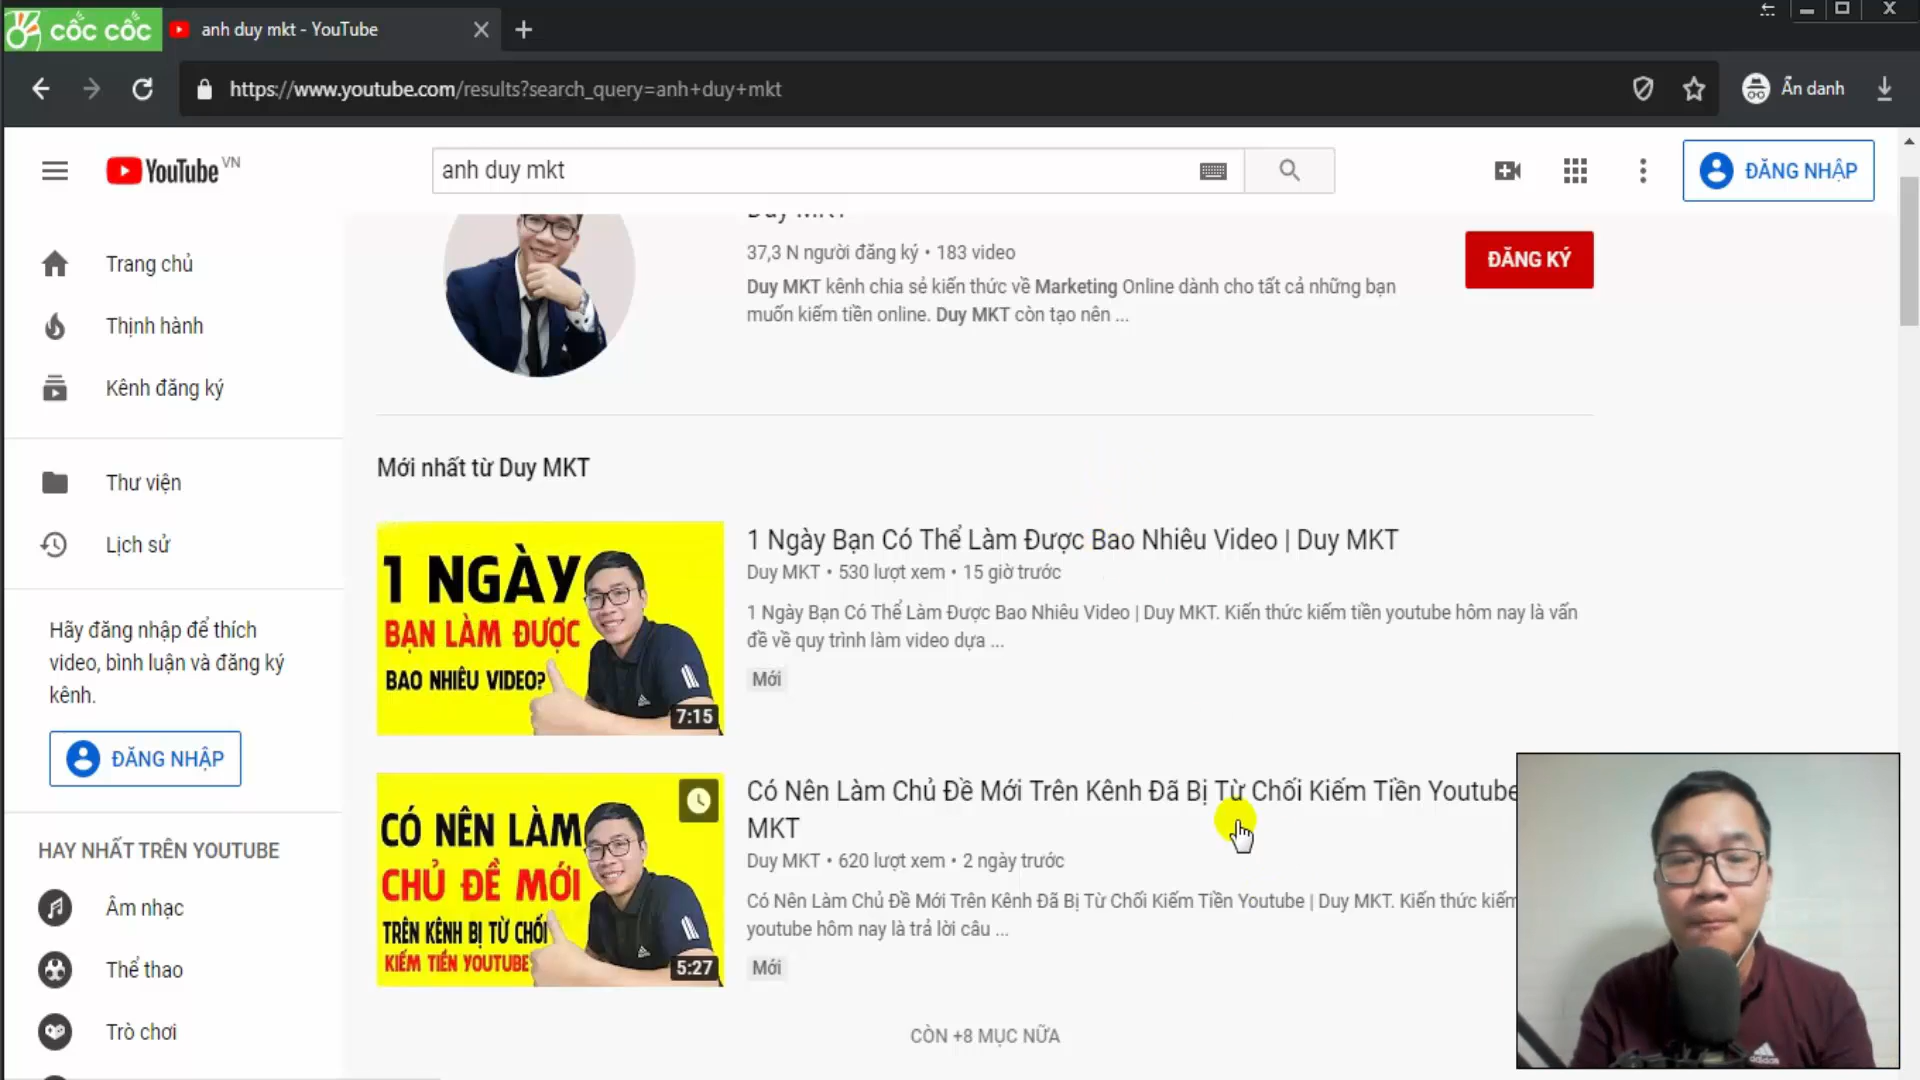 cốc cốc
anh duy mkt - YouTube
https://www.youtube.com/results?search_query=anh+duy+mkt
Ẩn danh
YouTube VN
anh duy mkt
ĐĂNG NHẬP
Trang chủ
Thịnh hành
Kênh đăng ký
Thư viện
Lịch sử
Hãy đăng nhập để thích
video, bình luận và đăng ký
kênh.
ĐĂNG NHẬP
HAY NHẤT TRÊN YOUTUBE
Âm nhạc
Thể thao
Trò chơi
Duy MKT
37,3 N người đăng ký • 183 video
Duy MKT kênh chia sẻ kiến thức về Marketing Online dành cho tất cả những bạn
muốn kiếm tiền online. Duy MKT còn tạo nên ...
ĐĂNG KÝ
Mới nhất từ Duy MKT
1 NGÀY
BẠN LÀM ĐƯỢC
BAO NHIÊU VIDEO?
7:15
1 Ngày Bạn Có Thể Làm Được Bao Nhiêu Video | Duy MKT
Duy MKT • 530 lượt xem • 15 giờ trước
1 Ngày Bạn Có Thể Làm Được Bao Nhiêu Video | Duy MKT. Kiến thức kiếm tiền youtube hôm nay là vấn
đề về quy trình làm video dựa ...
Mới
CÓ NÊN LÀM
CHỦ ĐỀ MỚI
TRÊN KÊNH BỊ TỪ CHỐI
KIẾM TIỀN YOUTUBE
5:27
Có Nên Làm Chủ Đề Mới Trên Kênh Đã Bị Từ Chối Kiếm Tiền Youtube
MKT
Duy MKT • 620 lượt xem • 2 ngày trước
Có Nên Làm Chủ Đề Mới Trên Kênh Đã Bị Từ Chối Kiếm Tiền Youtube | Duy MKT. Kiến thức kiếm
youtube hôm nay là trả lời câu ...
Mới
CÒN +8 MỤC NỮA
adidas